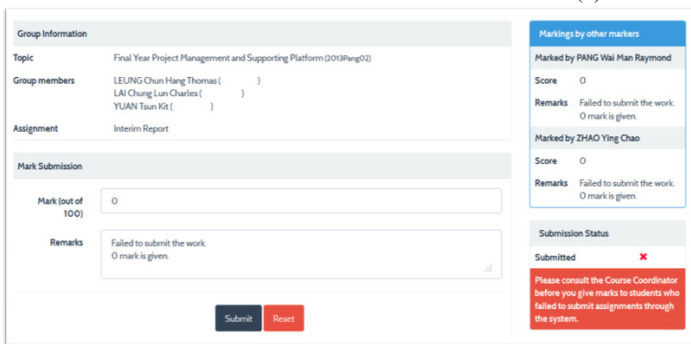 Group Information
Topic Final Year Project Management and Supporting Platform (2013Pang02)
Group members LEUNG Chun Hang Thomas ( )
LAI Chung Lun Charles ( )
YUAN Tsun Kit ( )
Assignment Interim Report
Mark Submission
Mark (out of
100)
0
Remarks Failed to submit the work.
0 mark is given.
Submit Reset
Markings by other markers
Marked by PANG Wai Man Raymond
Score 0
Remarks Failed to submit the work.
0 mark is given.
Marked by ZHAO Ying Chao
Score 0
Remarks Failed to submit the work.
0 mark is given.
Submission Status
Submitted ✖
Please consult the Course Coordinator
before you give marks to students who
failed to submit assignments through
the system.